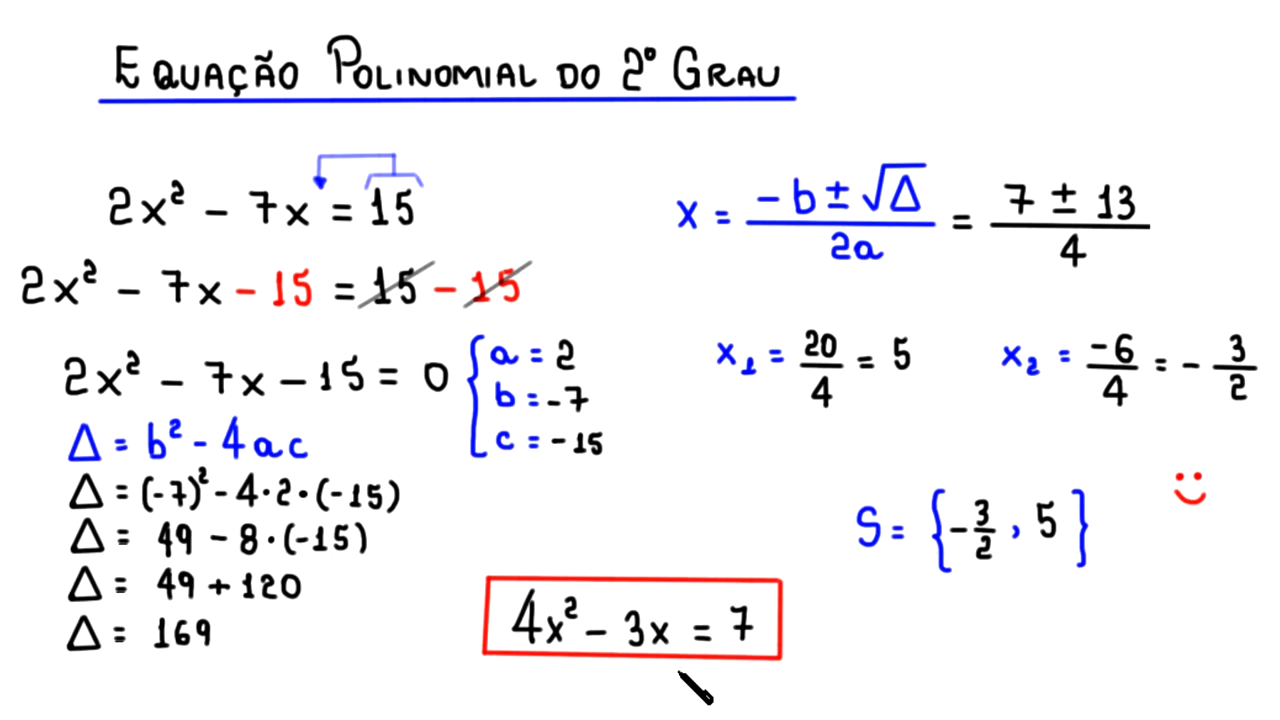 EQUAÇÃO POLINOMIAL DO 2º GRAU
2x² - 7x = 15
2x² - 7x - 15 = 15 - 15
2x² - 7x - 15 = 0
a = 2
b = -7
c = -15
Δ = b² - 4ac
Δ = (-7)² - 4·2·(-15)
Δ = 49 - 8·(-15)
Δ = 49 + 120
Δ = 169
x = (-b ± √Δ)/2a = (7 ± 13)/4
x₁ = 20/4 = 5
x₂ = -6/4 = -3/2
S = {-3/2, 5}
4x² - 3x = 7